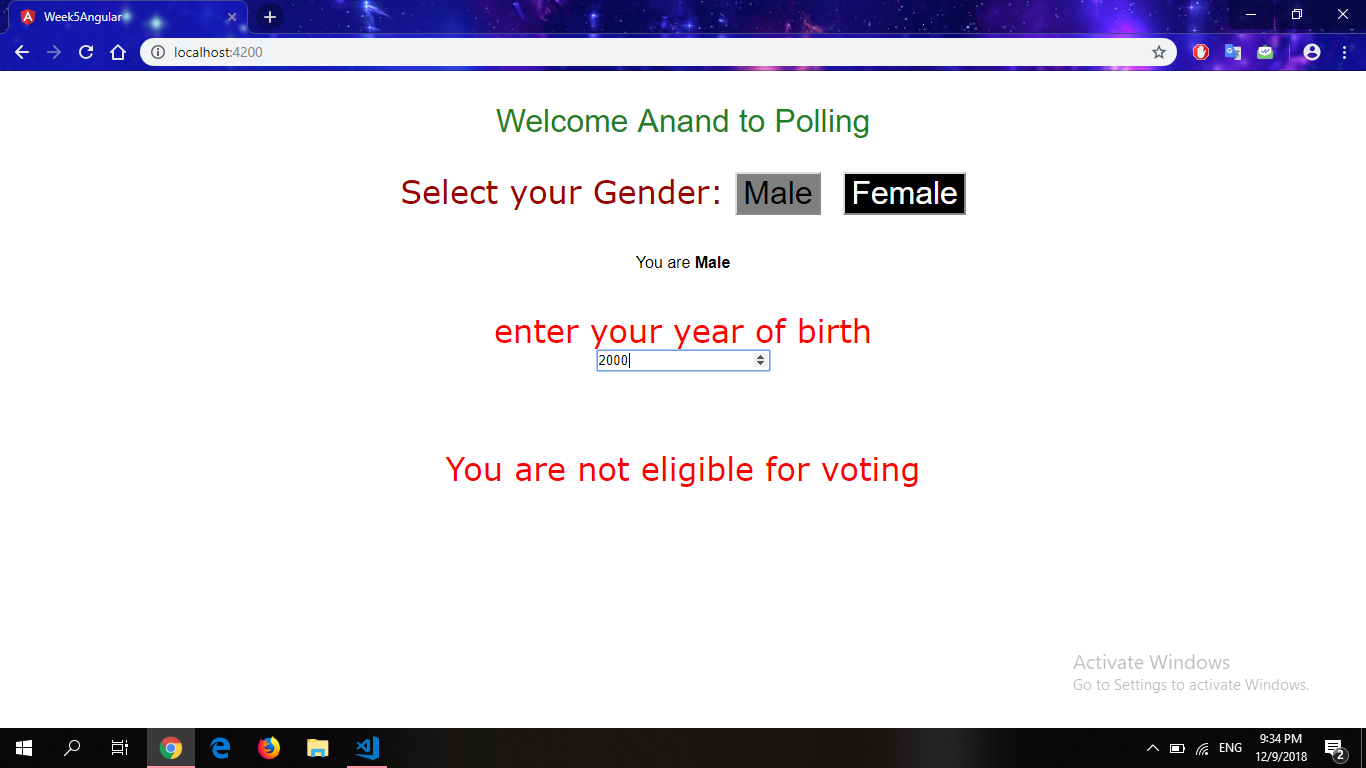 Week5Angular
localhost:4200
Welcome Anand to Polling
Select your Gender: Male Female
You are Male
enter your year of birth
2000
You are not eligible for voting
Activate Windows
Go to Settings to activate Windows.
ENG
9:34 PM
12/9/2018
2